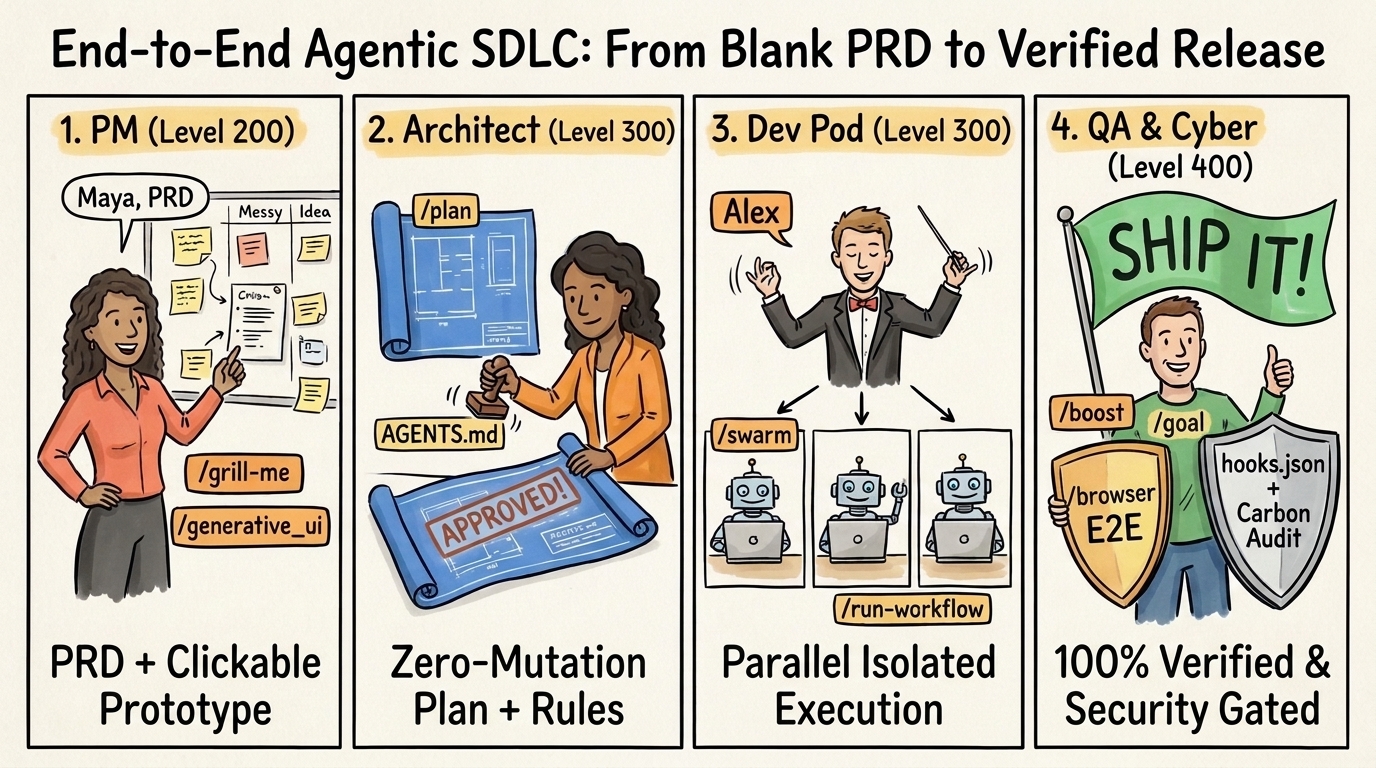 End-to-End Agentic SDLC: From Blank PRD to Verified Release
1. PM (Level 200)
Maya, PRD
Messy
Idea
/grill-me
/generative_ui
PRD + Clickable
Prototype
2. Architect (Level 300)
/plan
AGENTS.md
APPROVED!
Zero-Mutation
Plan + Rules
3. Dev Pod (Level 300)
Alex
/swarm
/run-workflow
Parallel Isolated
Execution
4. QA & Cyber
(Level 400)
SHIP IT!
/boost
/goal
/browser
E2E
hooks.json
+
Carbon
Audit
100% Verified &
Security Gated